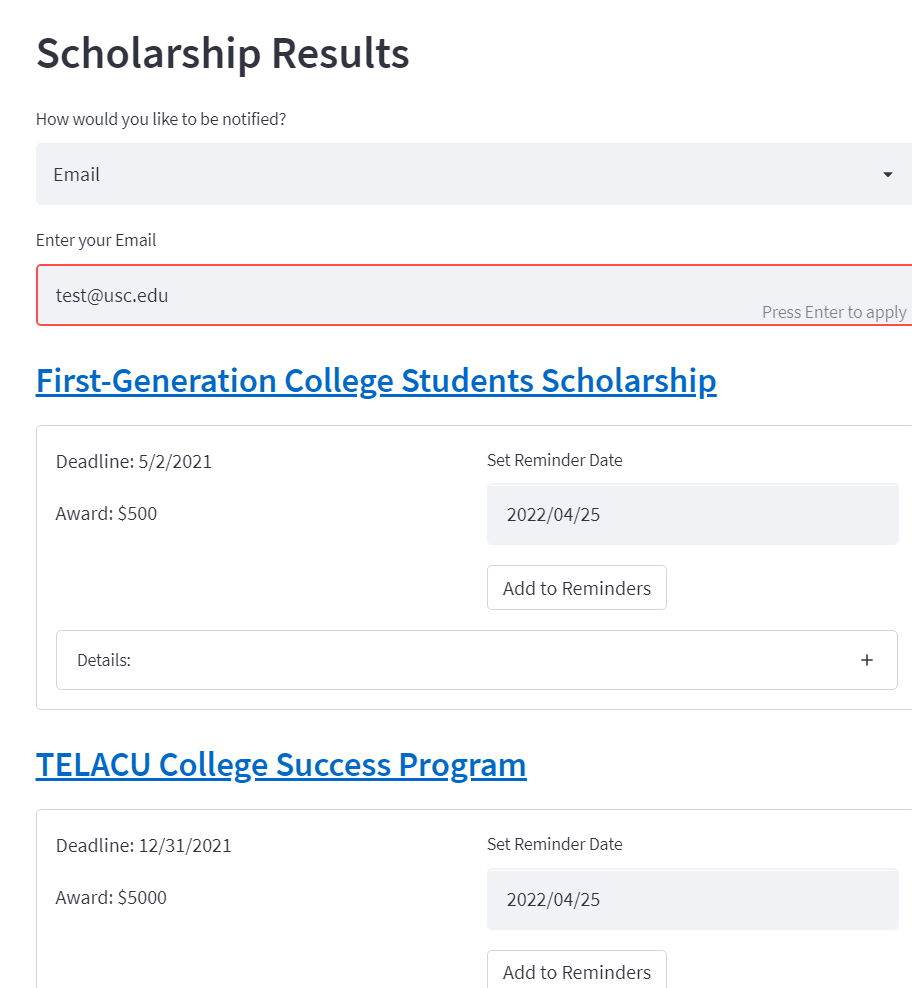 Scholarship Results
How would you like to be notified?
Email
Enter your Email
test@usc.edu
Press Enter to apply
First-Generation College Students Scholarship
Deadline: 5/2/2021
Set Reminder Date
Award: $500
2022/04/25
Add to Reminders
Details:
TELACU College Success Program
Deadline: 12/31/2021
Set Reminder Date
Award: $5000
2022/04/25
Add to Reminders